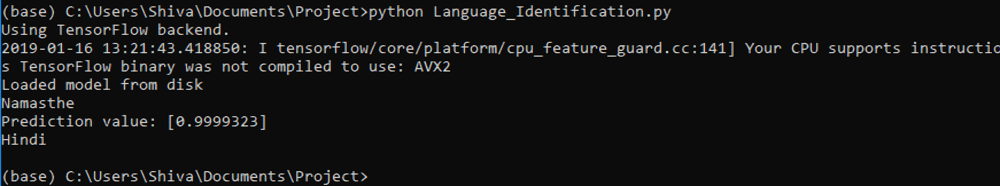 (base) C:\Users\Shiva\Documents\Project>python Language_Identification.py
Using TensorFlow backend.
2019-01-16 13:21:43.418850: I tensorflow/core/platform/cpu_feature_guard.cc:141] Your CPU supports instructio
s TensorFlow binary was not compiled to use: AVX2
Loaded model from disk
Namasthe
Prediction value: [0.9999323]
Hindi
(base) C:\Users\Shiva\Documents\Project>